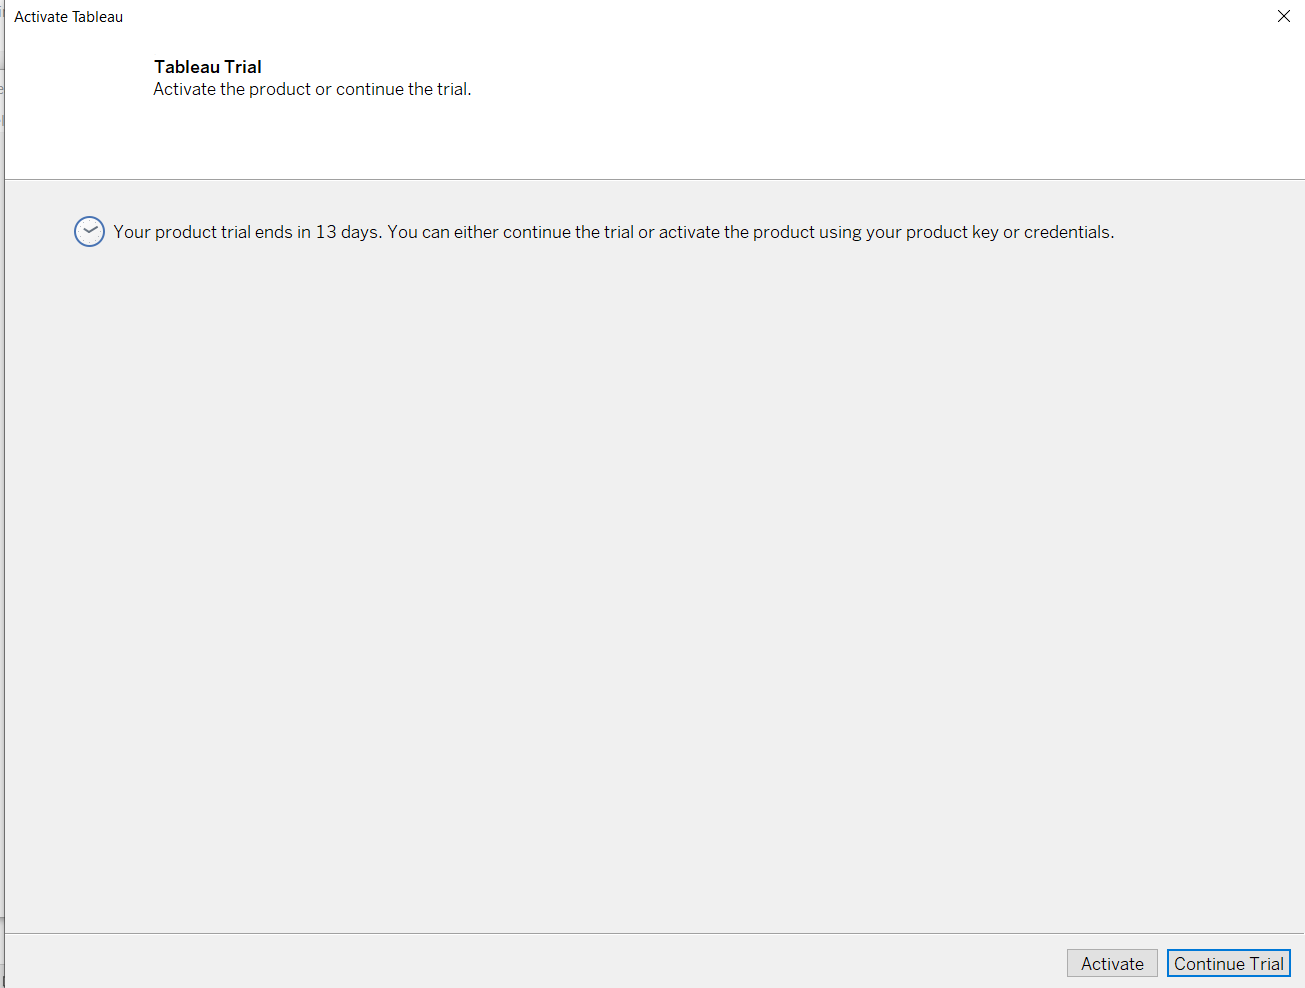 Activate Tableau
Tableau Trial
Activate the product or continue the trial.
Your product trial ends in 13 days. You can either continue the trial or activate the product using your product key or credentials.
Activate
Continue Trial